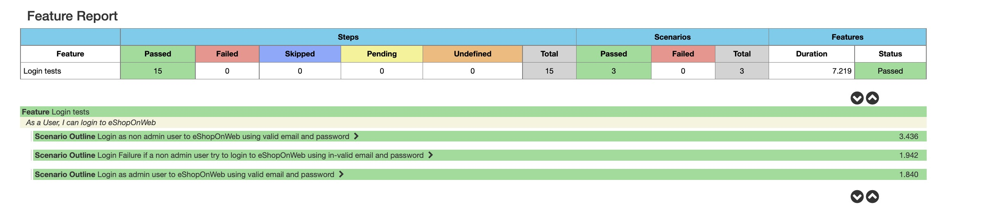 Feature Report
Steps Scenarios Features
Feature Passed Failed Skipped Pending Undefined Total Passed Failed Total Duration Status
Login tests 15 0 0 0 0 15 3 0 3 7.219 Passed
Feature Login tests
As a User, I can login to eShopOnWeb
Scenario Outline Login as non admin user to eShopOnWeb using valid email and password 3.436
Scenario Outline Login Failure if a non admin user try to login to eShopOnWeb using in-valid email and password 1.942
Scenario Outline Login as admin user to eShopOnWeb using valid email and password 1.840